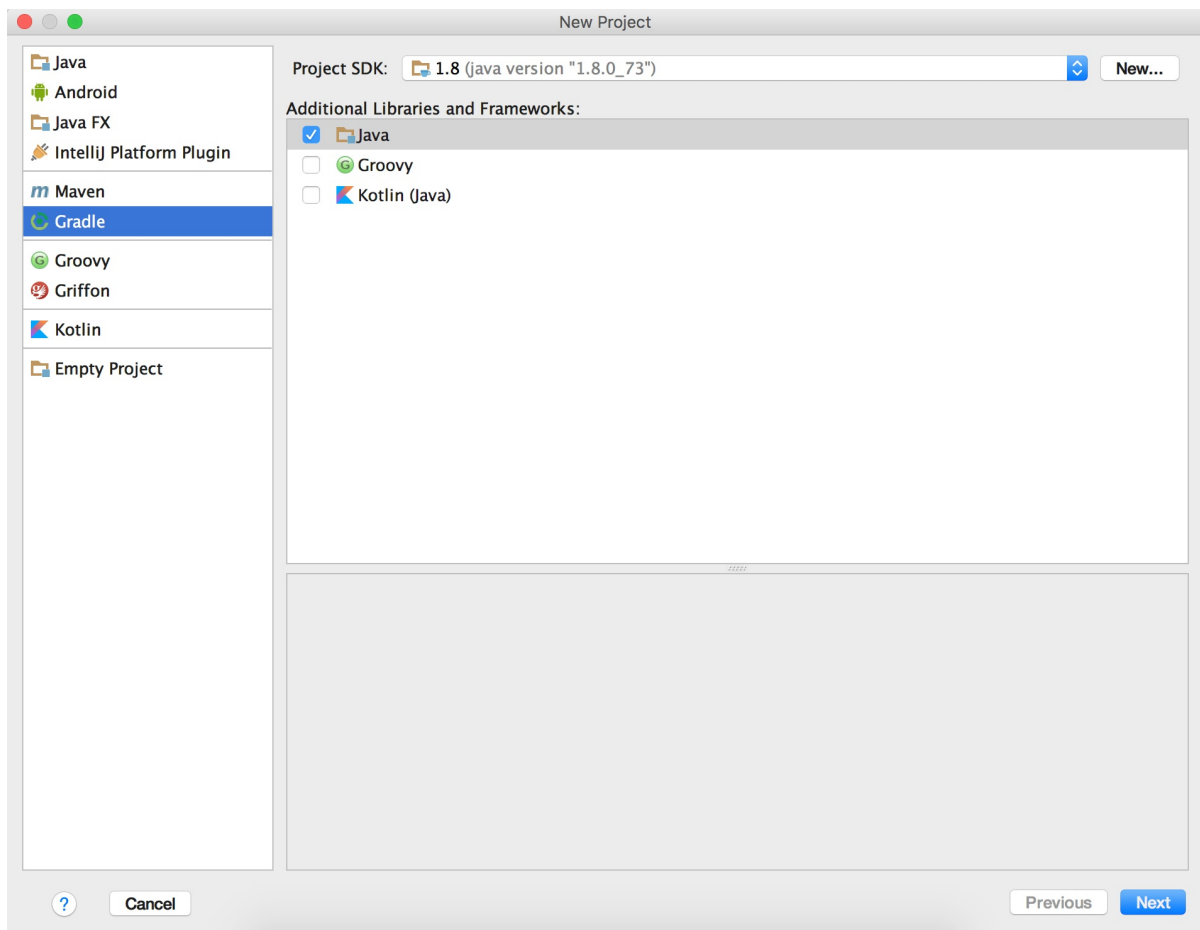 New Project
Java
Android
Java FX
IntelliJ Platform Plugin
m Maven
Gradle
G Groovy
Griffon
Kotlin
Empty Project
Project SDK: 1.8 (java version "1.8.0_73") New...
Additional Libraries and Frameworks:
Java
G Groovy
Kotlin (Java)
? Cancel Previous Next